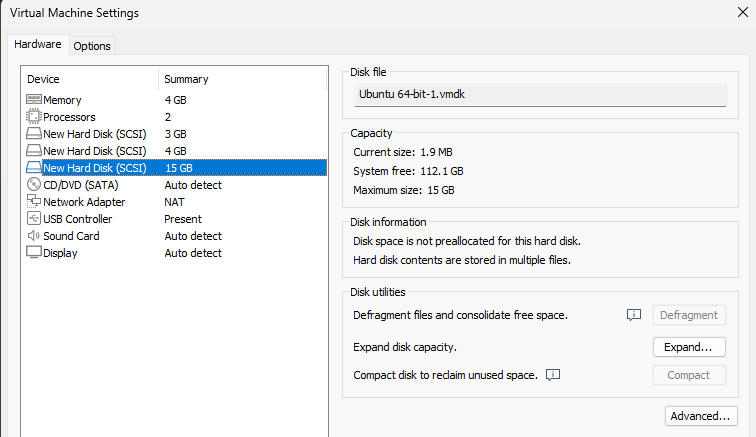 Virtual Machine Settings
Hardware Options
Device Summary
Memory 4 GB
Processors 2
New Hard Disk (SCSI) 3 GB
New Hard Disk (SCSI) 4 GB
New Hard Disk (SCSI) 15 GB
CD/DVD (SATA) Auto detect
Network Adapter NAT
USB Controller Present
Sound Card Auto detect
Display Auto detect
Disk file
Ubuntu 64-bit-1.vmdk
Capacity
Current size: 1.9 MB
System free: 112.1 GB
Maximum size: 15 GB
Disk information
Disk space is not preallocated for this hard disk.
Hard disk contents are stored in multiple files.
Disk utilities
Defragment files and consolidate free space. Defragment
Expand disk capacity. Expand...
Compact disk to reclaim unused space. Compact
Advanced...